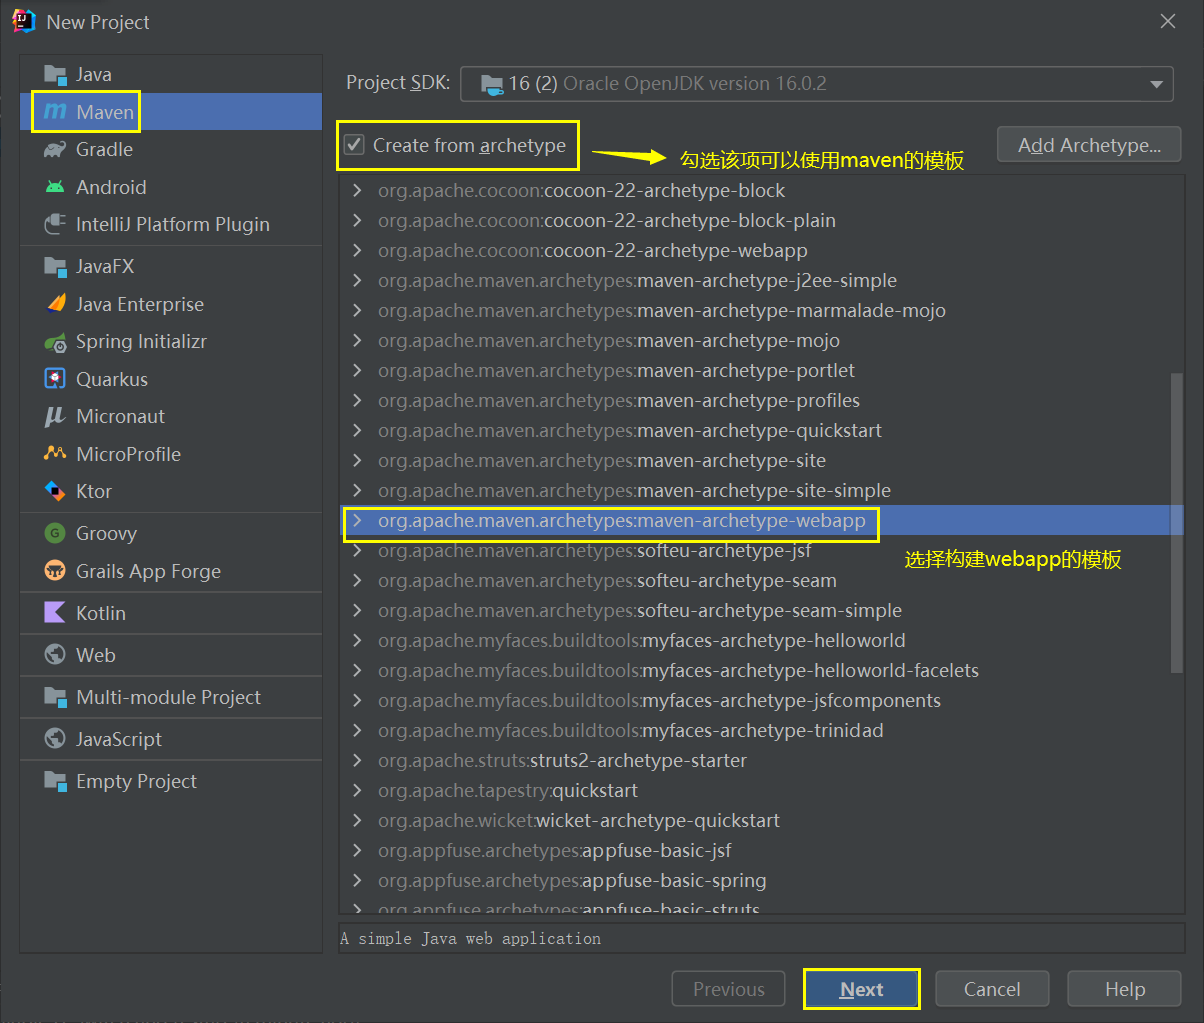 New Project
Java
Maven
Gradle
Android
IntelliJ Platform Plugin
JavaFX
Java Enterprise
Spring Initializr
Quarkus
Micronaut
MicroProfile
Ktor
Groovy
Grails App Forge
Kotlin
Web
Multi-module Project
JavaScript
Empty Project
Project SDK: 16 (2) Oracle OpenJDK version 16.0.2
Create from archetype 勾选该项可以使用maven的模板 Add Archetype...
org.apache.cocoon:cocoon-22-archetype-block
org.apache.cocoon:cocoon-22-archetype-block-plain
org.apache.cocoon:cocoon-22-archetype-webapp
org.apache.maven.archetypes:maven-archetype-j2ee-simple
org.apache.maven.archetypes:maven-archetype-marmalade-mojo
org.apache.maven.archetypes:maven-archetype-mojo
org.apache.maven.archetypes:maven-archetype-portlet
org.apache.maven.archetypes:maven-archetype-profiles
org.apache.maven.archetypes:maven-archetype-quickstart
org.apache.maven.archetypes:maven-archetype-site
org.apache.maven.archetypes:maven-archetype-site-simple
org.apache.maven.archetypes:maven-archetype-webapp
org.apache.maven.archetypes:softeu-archetype-jsf
选择构建webapp的模板
org.apache.maven.archetypes:softeu-archetype-seam
org.apache.maven.archetypes:softeu-archetype-seam-simple
org.apache.myfaces.buildtools:myfaces-archetype-helloworld
org.apache.myfaces.buildtools:myfaces-archetype-helloworld-facelets
org.apache.myfaces.buildtools:myfaces-archetype-jsfcomponents
org.apache.myfaces.buildtools:myfaces-archetype-trinidad
org.apache.struts:struts2-archetype-starter
org.apache.tapestry:quickstart
org.apache.wicket:wicket-archetype-quickstart
org.appfuse.archetypes:appfuse-basic-jsf
org.appfuse.archetypes:appfuse-basic-spring
org.appfuse.archetypes:appfuse-basic-struts
A simple Java web application
Previous Next Cancel Help